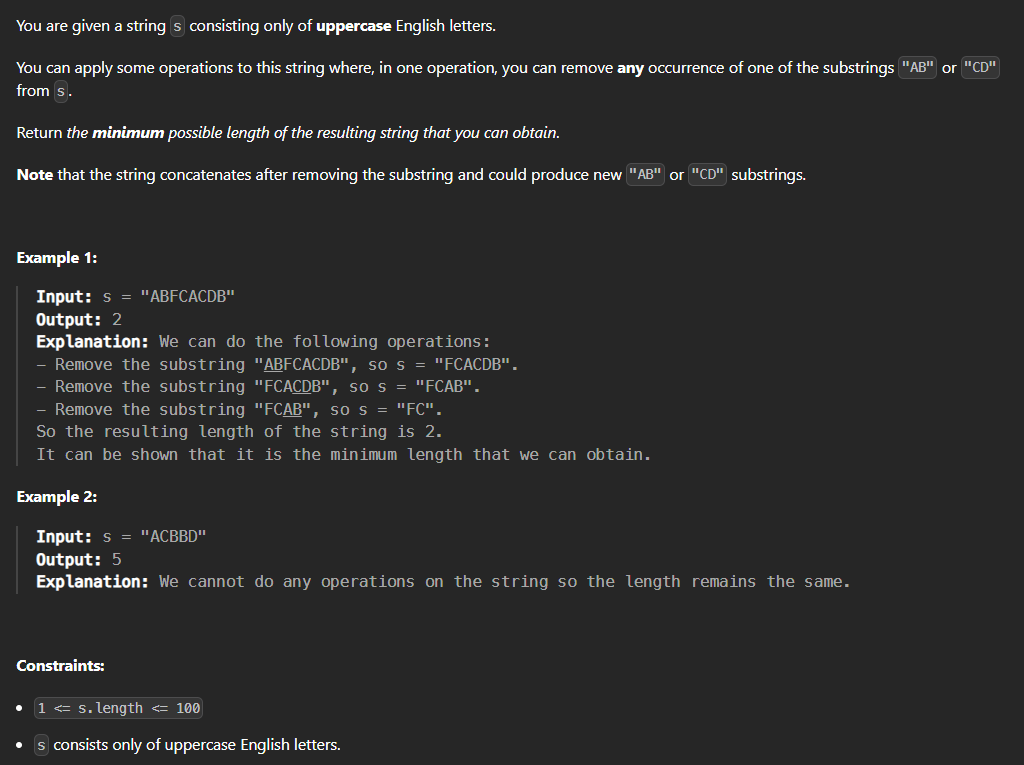 You are given a string s consisting only of uppercase English letters.
You can apply some operations to this string where, in one operation, you can remove any occurrence of one of the substrings "AB" or "CD"
from s.
Return the minimum possible length of the resulting string that you can obtain.
Note that the string concatenates after removing the substring and could produce new "AB" or "CD" substrings.
Example 1:
Input: s = "ABFCACDB"
Output: 2
Explanation: We can do the following operations:
- Remove the substring "ABFCACDB", so s = "FCACDB".
- Remove the substring "FCACDB", so s = "FCAB".
- Remove the substring "FCAB", so s = "FC".
So the resulting length of the string is 2.
It can be shown that it is the minimum length that we can obtain.
Example 2:
Input: s = "ACBBD"
Output: 5
Explanation: We cannot do any operations on the string so the length remains the same.
Constraints:
• 1 <= s.length <= 100
• s consists only of uppercase English letters.